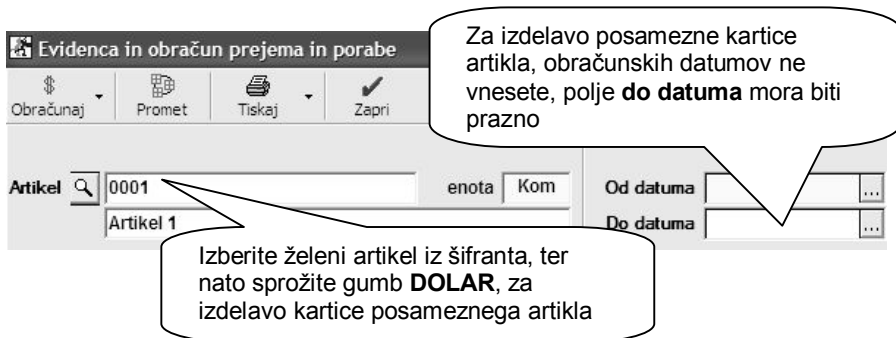 Evidenca in obračun prejema in porabe
Za izdelavo posamezne kartice
artikla, obračunskih datumov ne
vnesete, polje do datuma mora biti
prazno
$
Obračunaj Promet Tiskaj Zapri
Artikel 0001 enota Kom Od datuma ...
Artikel 1 Do datuma ...
Izberite želeni artikel iz šifranta, ter
nato sprožite gumb DOLAR, za
izdelavo kartice posameznega artikla